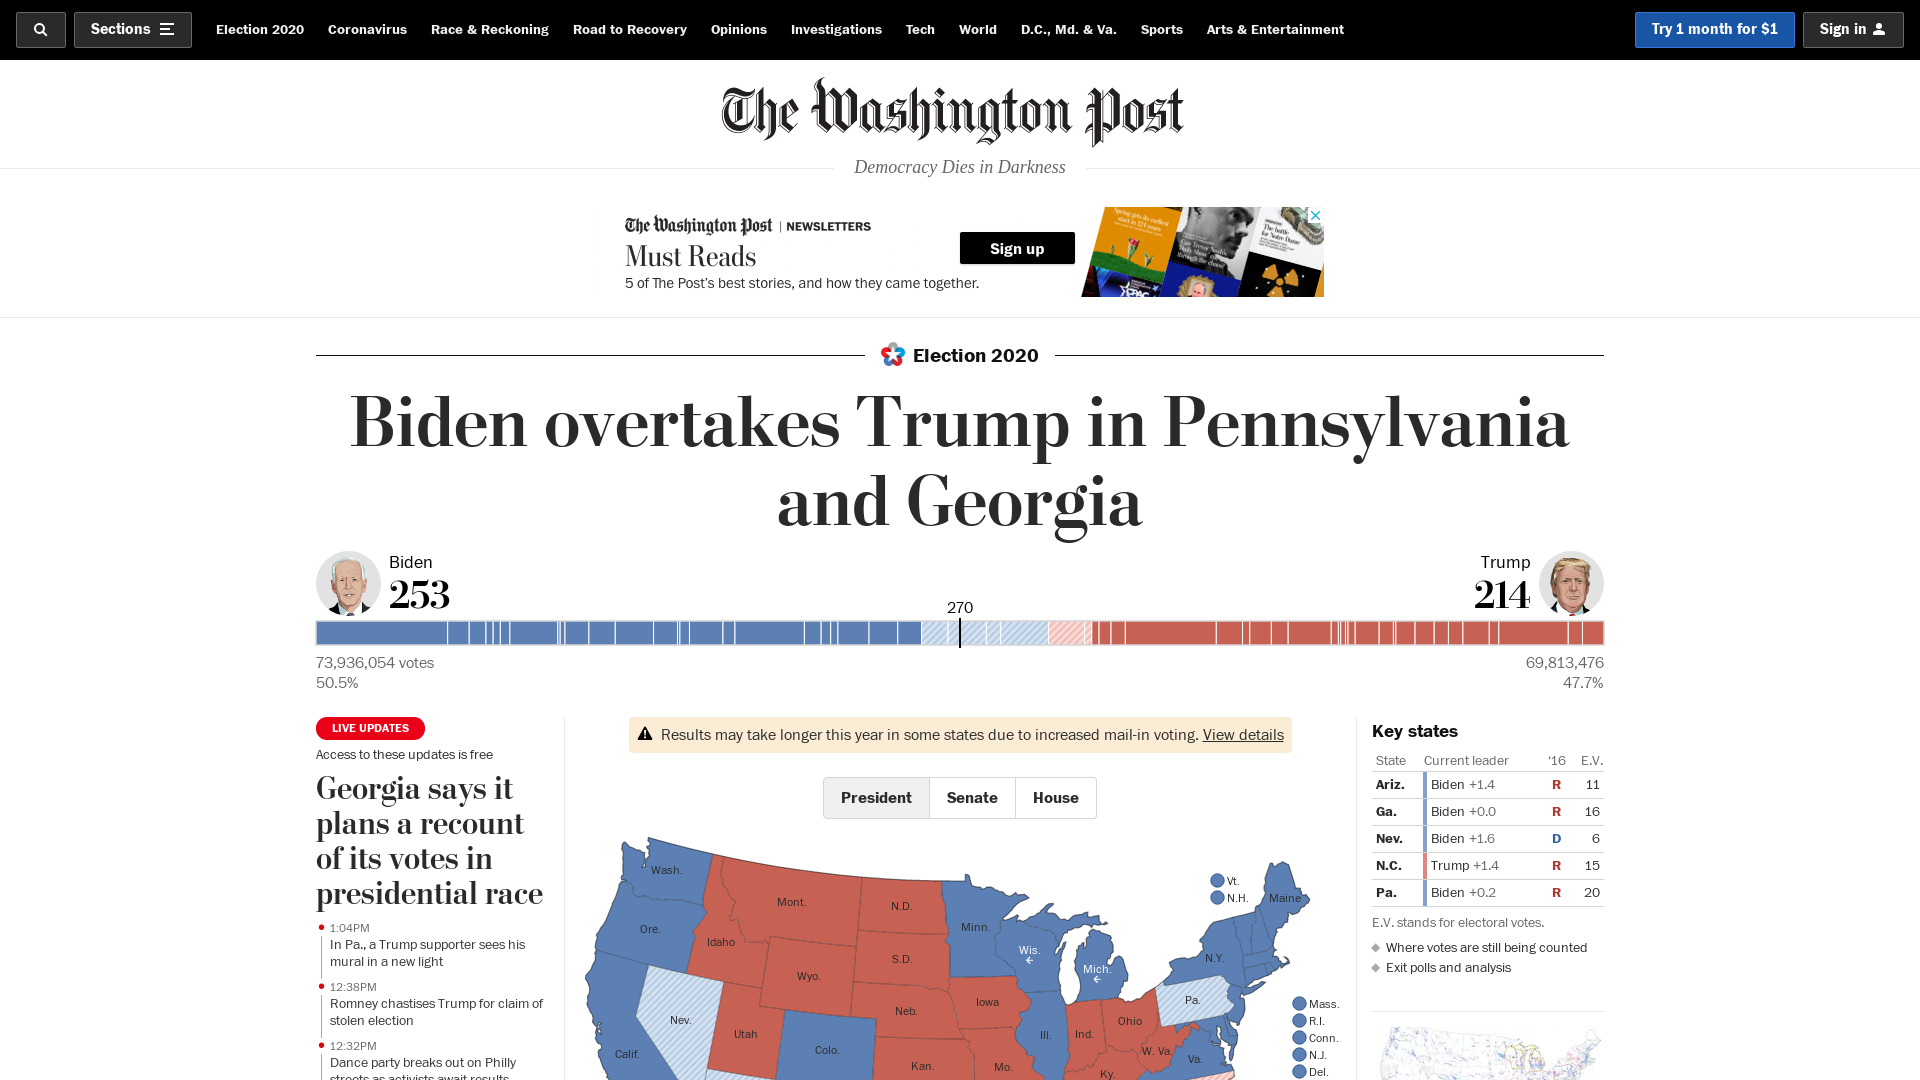 Sections
Election 2020
Coronavirus
Race & Reckoning
Road to Recovery
Opinions
Investigations
Tech
World
D.C., Md. & Va.
Sports
Arts & Entertainment
Try 1 month for $1
Sign in
The Washington Post
Democracy Dies in Darkness
The Washington Post | NEWSLETTERS
Must Reads
5 of The Post's best stories, and how they came together.
Sign up
Election 2020
Biden overtakes Trump in Pennsylvania
and Georgia
Biden
253
270
Trump
214
73,936,054 votes
50.5%
69,813,476
47.7%
LIVE UPDATES
Access to these updates is free
Georgia says it
plans a recount
of its votes in
presidential race
1:04PM
In Pa., a Trump supporter sees his
mural in a new light
12:38PM
Romney chastises Trump for claim of
stolen election
12:32PM
Dance party breaks out on Philly
streets as activists await results
Results may take longer this year in some states due to increased mail-in voting. View details
President
Senate
House
Wash.
Mont.
N.D.
Minn.
Vt.
N.H.
Maine
Ore.
Idaho
Wis.
Mich.
S.D.
Wyo.
N.Y.
Neb.
Iowa
Pa.
Nev.
Utah
Ill.
Ind.
Ohio
Mass.
R.I.
Conn.
N.J.
Del.
Calif.
Colo.
Kan.
Mo.
Ky.
W. Va.
Va.
Key states
State Current leader '16 E.V.
Ariz. Biden +1.4 R 11
Ga. Biden +0.0 R 16
Nev. Biden +1.6 D 6
N.C. Trump +1.4 R 15
Pa. Biden +0.2 R 20
E.V. stands for electoral votes.
Where votes are still being counted
Exit polls and analysis